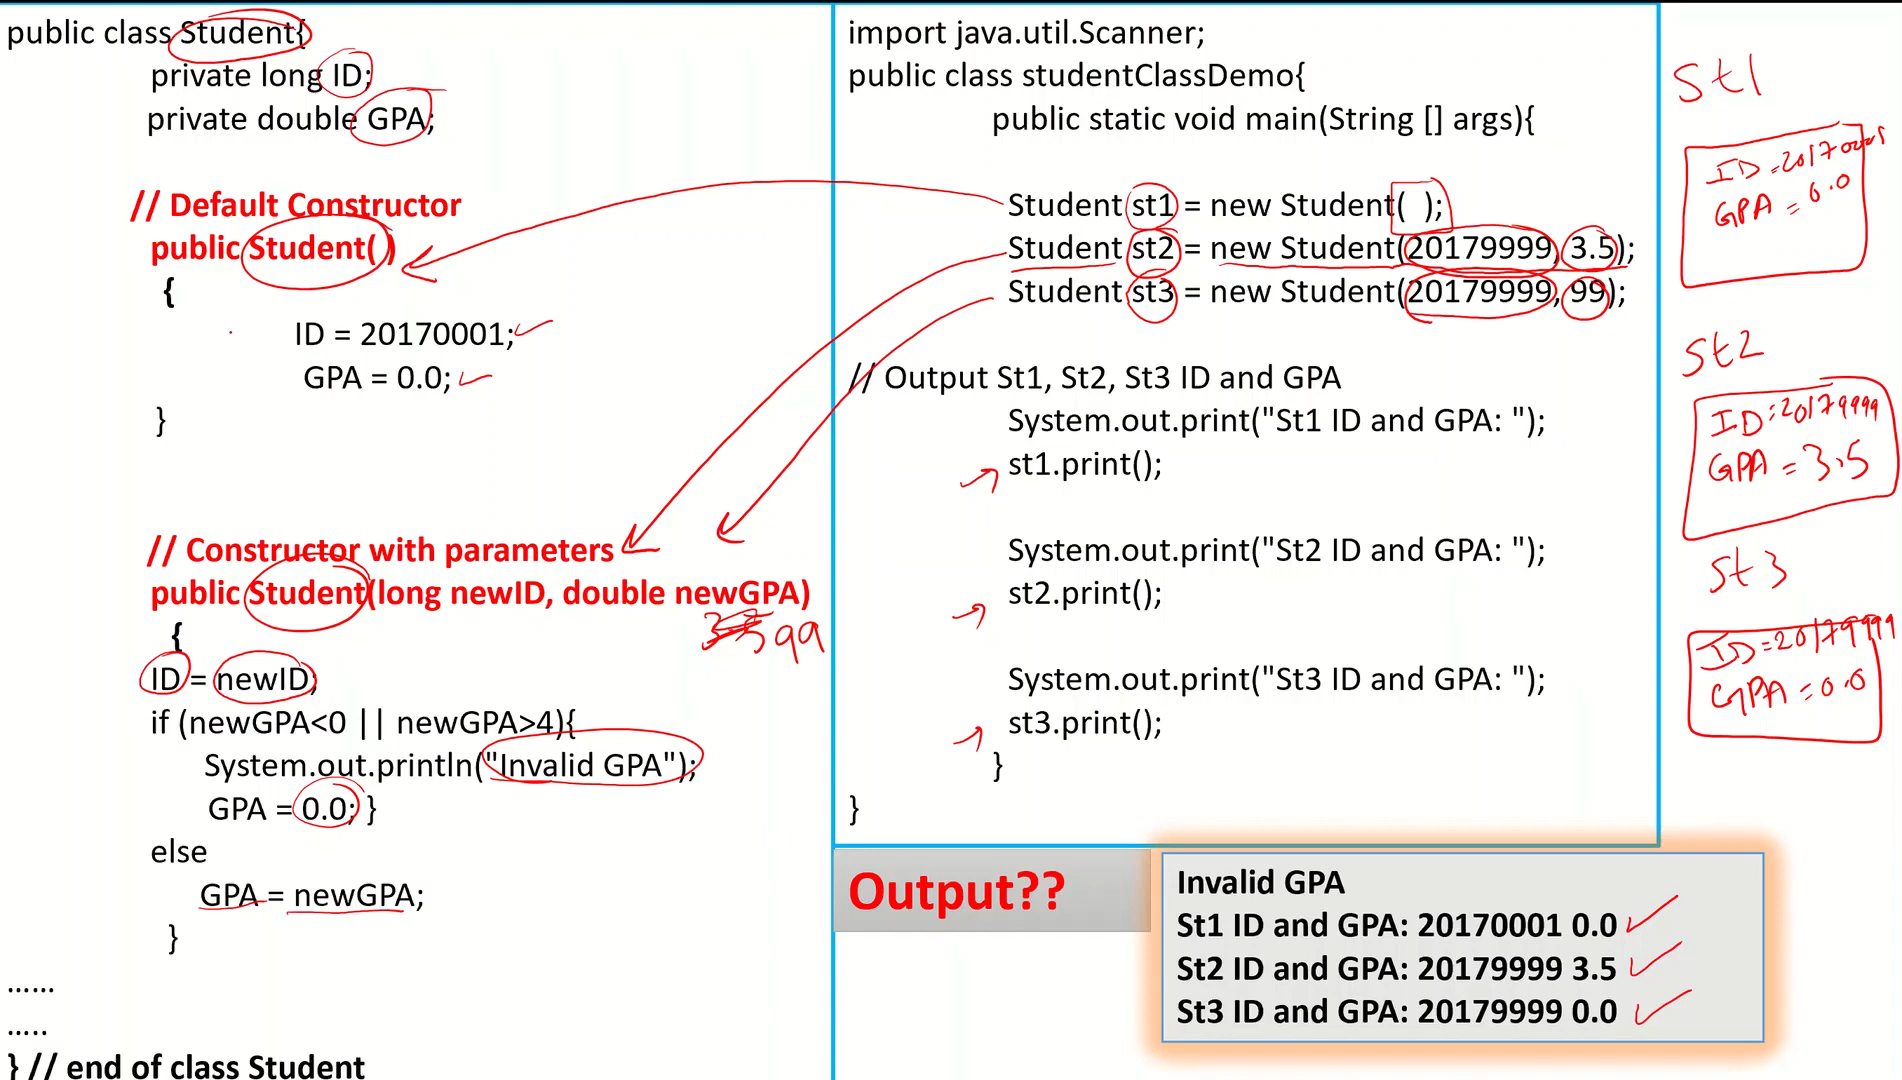 public class Student{
private long ID;
private double GPA;
// Default Constructor
public Student( )
{
ID = 20170001;
GPA = 0.0;
}
// Constructor with parameters
public Student(long newID, double newGPA)
3.5 99
{
ID = newID;
if (newGPA<0 || newGPA>4){
System.out.println("Invalid GPA");
GPA = 0.0; }
else
GPA = newGPA;
}
......
.....
} // end of class Student
import java.util.Scanner;
public class studentClassDemo{
public static void main(String [] args){
Student st1 = new Student( );
Student st2 = new Student(20179999, 3.5);
Student st3 = new Student(20179999, 99);
// Output St1, St2, St3 ID and GPA
System.out.print("St1 ID and GPA: ");
st1.print();
System.out.print("St2 ID and GPA: ");
st2.print();
System.out.print("St3 ID and GPA: ");
st3.print();
}
}
Output??
Invalid GPA
St1 ID and GPA: 20170001 0.0
St2 ID and GPA: 20179999 3.5
St3 ID and GPA: 20179999 0.0
St1
ID =20170001
GPA = 0.0
St2
ID:20179999
GPA = 3.5
St3
ID=20179999
GPA = 0.0